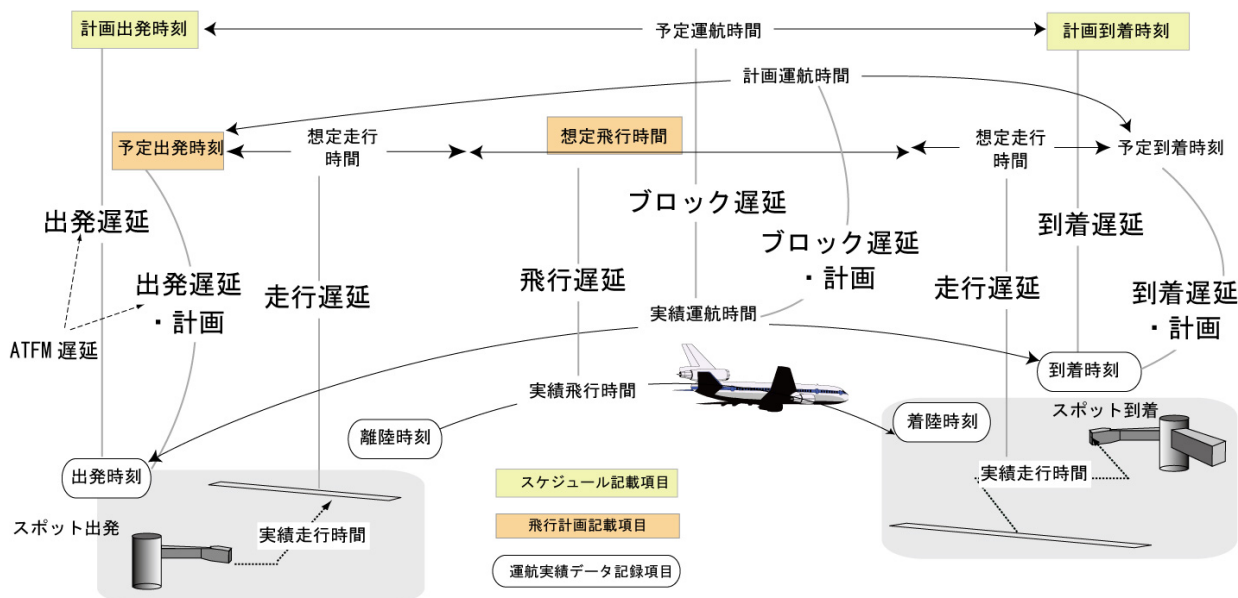 計画出発時刻
予定運航時間
計画到着時刻
計画運航時間
予定出発時刻
想定走行
時間
想定飛行時間
想定走行
時間
予定到着時刻
出発遅延
ブロック遅延
到着遅延
出発遅延
・計画
走行遅延
飛行遅延
ブロック遅延
・計画
走行遅延
到着遅延
・計画
ATFM 遅延
実績運航時間
到着時刻
実績飛行時間
スポット到着
離陸時刻
着陸時刻
出発時刻
実績走行時間
スケジュール記載項目
スポット出発
実績走行時間
飛行計画記載項目
運航実績データ記録項目